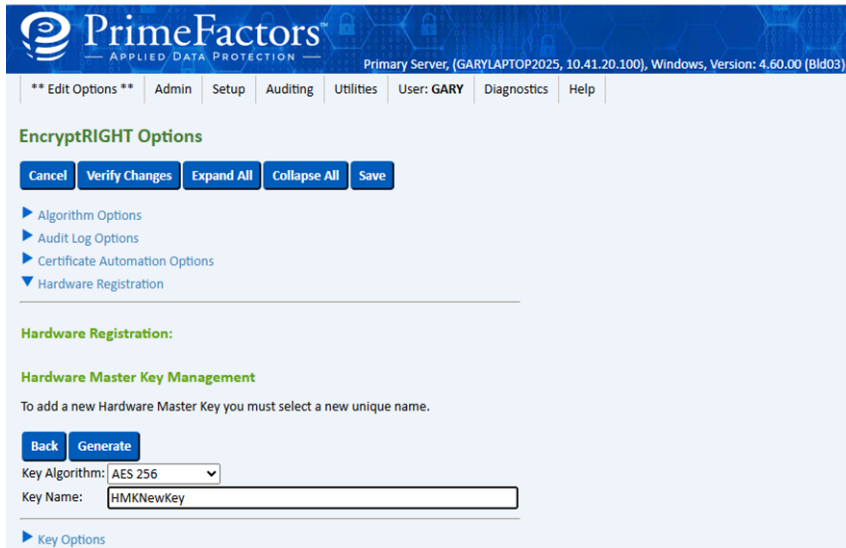 PrimeFactors™
APPLIED DATA PROTECTION
Primary Server, (GARYLAPTOP2025, 10.41.20.100), Windows, Version: 4.60.00 (Bld03)
** Edit Options ** Admin Setup Auditing Utilities User: GARY Diagnostics Help
EncryptRIGHT Options
Cancel Verify Changes Expand All Collapse All Save
Algorithm Options
Audit Log Options
Certificate Automation Options
Hardware Registration
Hardware Registration:
Hardware Master Key Management
To add a new Hardware Master Key you must select a new unique name.
Back Generate
Key Algorithm: AES 256
Key Name: HMKNewKey
Key Options